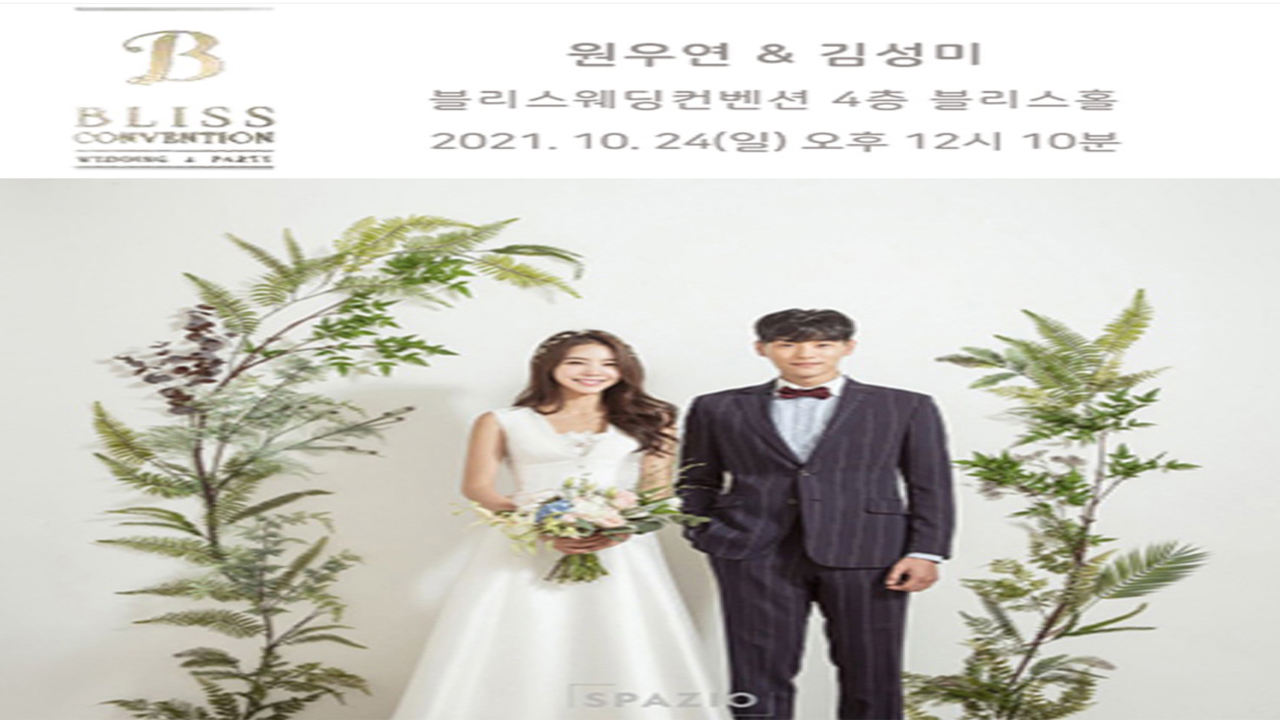 B
BLISS
CONVENTION
WEDDING & PARTY
원우연 & 김성미
블리스웨딩컨벤션 4층 블리스홀
2021. 10. 24(일) 오후 12시 10분
SPAZIO